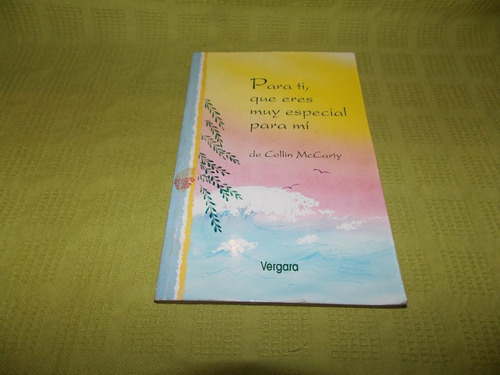 Para ti,
que eres
muy especial
para mí
de Collin McCarty
Vergara